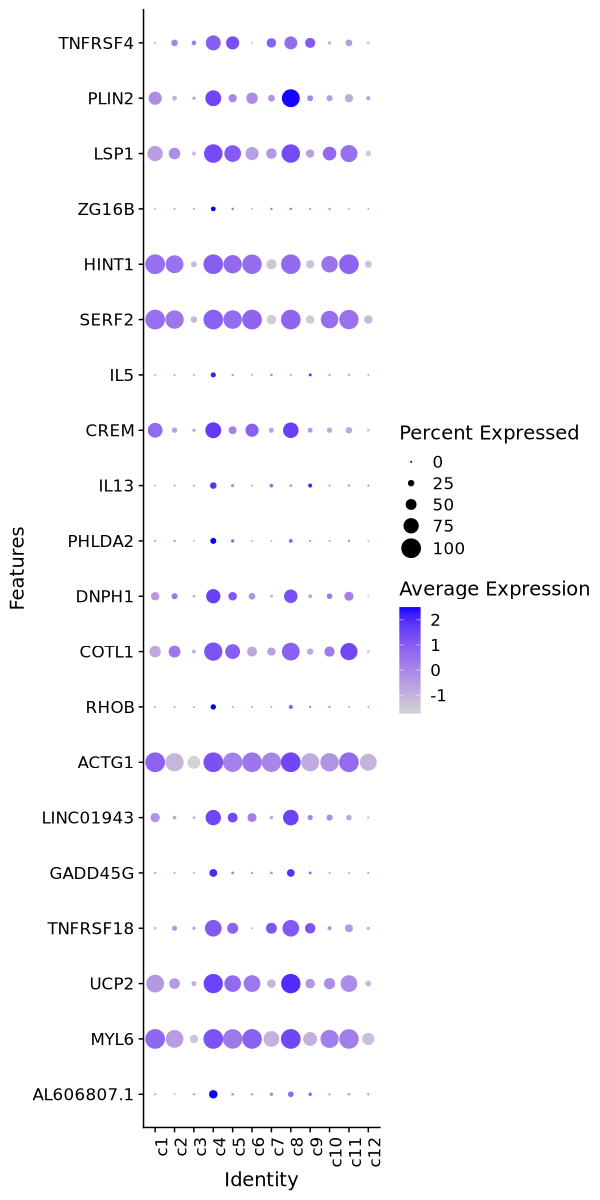 TNFRSF4
PLIN2
LSP1
ZG16B
HINT1
SERF2
IL5
CREM
IL13
PHLDA2
DNPH1
COTL1
RHOB
ACTG1
LINC01943
GADD45G
TNFRSF18
UCP2
MYL6
AL606807.1
Features
c1 c2 c3 c4 c5 c6 c7 c8 c9 c10 c11 c12
Identity
Percent Expressed
0
25
50
75
100
Average Expression
2
1
0
-1